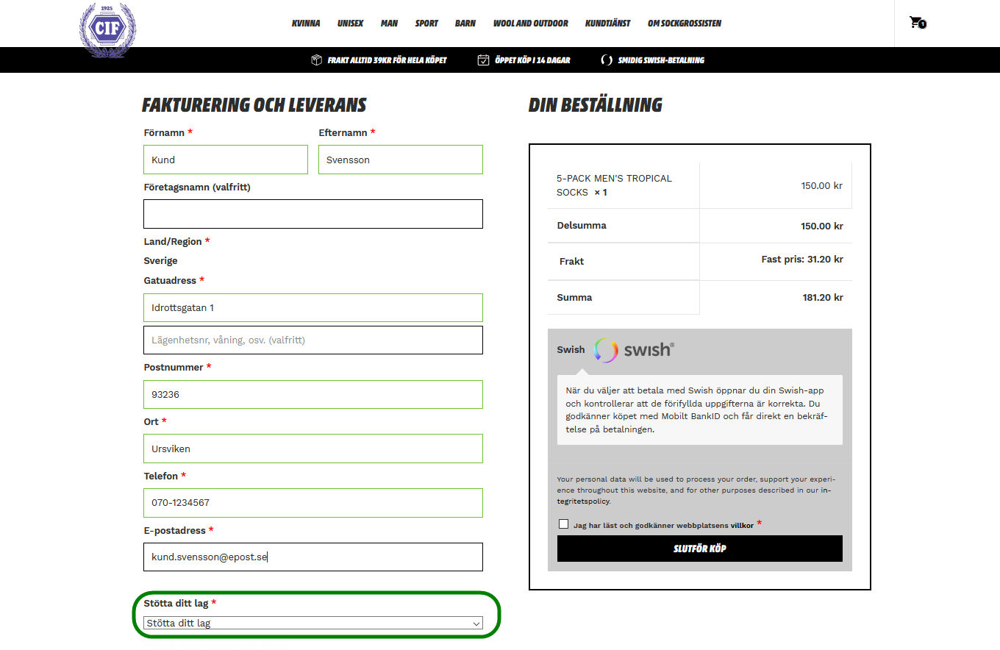 1925
CIF
KVINNA UNISEX MAN SPORT BARN WOOL AND OUTDOOR KUNDTJÄNST OM SOCKGROSSISTEN
1
FRAKT ALLTID 39KR FÖR HELA KÖPET ÖPPET KÖP I 14 DAGAR SMIDIG SWISH-BETALNING
FAKTURERING OCH LEVERANS
Förnamn * Efternamn *
Kund Svensson
Företagsnamn (valfritt)
Land/Region *
Sverige
Gatuadress *
Idrottsgatan 1
Lägenhetsnr, våning, osv. (valfritt)
Postnummer *
93236
Ort *
Ursviken
Telefon *
070-1234567
E-postadress *
kund.svensson@epost.se
Stötta ditt lag *
Stötta ditt lag
DIN BESTÄLLNING
5-PACK MEN'S TROPICAL
SOCKS × 1
150.00 kr
Delsumma 150.00 kr
Frakt Fast pris: 31.20 kr
Summa 181.20 kr
Swish swish®
När du väljer att betala med Swish öppnar du din Swish-app
och kontrollerar att de förifyllda uppgifterna är korrekta. Du
godkänner köpet med Mobilt BankID och får direkt en bekräf-
telse på betalningen.
Your personal data will be used to process your order, support your experi-
ence throughout this website, and for other purposes described in our in-
tegritetspolicy.
Jag har läst och godkänner webbplatsens villkor *
SLUTFÖR KÖP